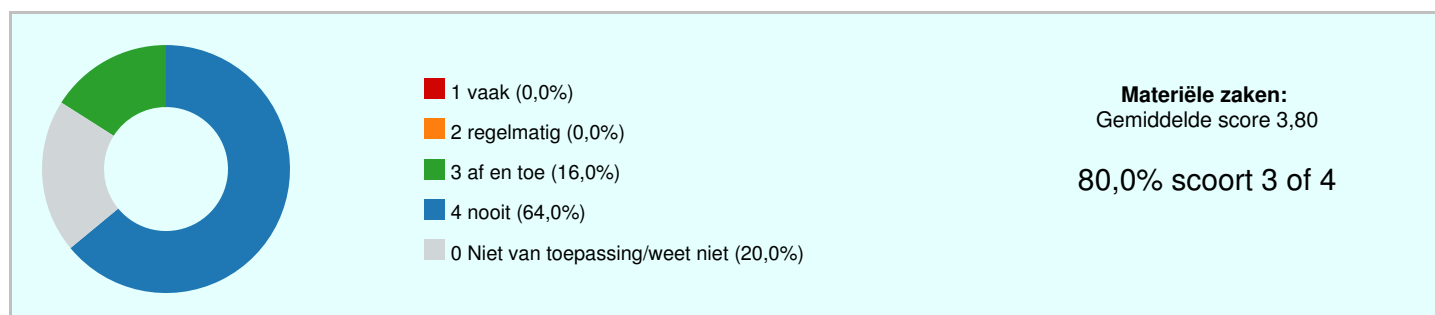 1 vaak (0,0%)
2 regelmatig (0,0%)
3 af en toe (16,0%)
4 nooit (64,0%)
0 Niet van toepassing/weet niet (20,0%)
Materiële zaken:
Gemiddelde score 3,80
80,0% scoort 3 of 4